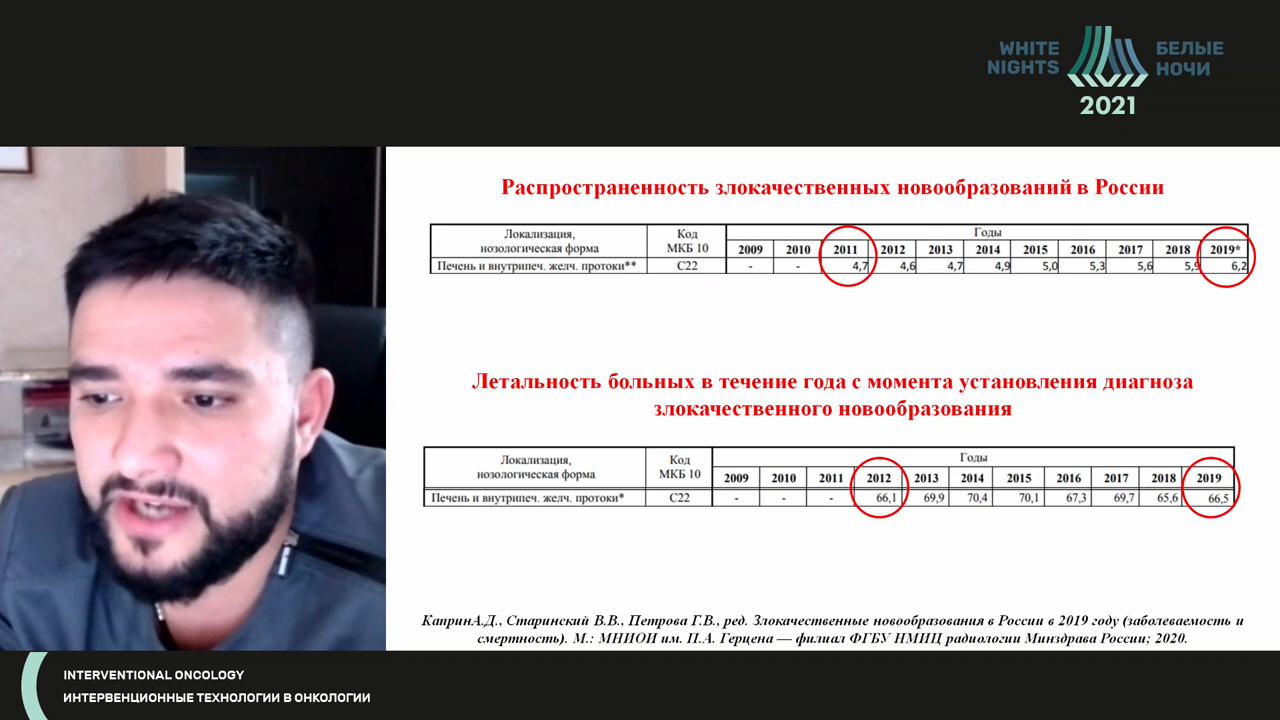 WHITE
NIGHTS
БЕЛЫЕ
НОЧИ
2021
Распространенность злокачественных новообразований в России
Локализация, нозологическая форма Код МКБ 10 Годы
2009 2010 2011 2012 2013 2014 2015 2016 2017 2018 2019*
Печень и внутрипеч. желч. протоки** C22 - - 4,7 4,6 4,7 4,9 5,0 5,3 5,6 5,9 6,2
Летальность больных в течение года с момента установления диагноза
злокачественного новообразования
Локализация, нозологическая форма Код МКБ 10 Годы
2009 2010 2011 2012 2013 2014 2015 2016 2017 2018 2019
Печень и внутрипеч. желч. протоки* C22 - - - 66,1 69,9 70,4 70,1 67,3 69,7 65,6 66,5
КапринА.Д., Старинский В.В., Петрова Г.В., ред. Злокачественные новообразования в России в 2019 году (заболеваемость и
смертность). М.: МНИОИ им. П.А. Герцена — филиал ФГБУ НМИЦ радиологии Минздрава России; 2020.
INTERVENTIONAL ONCOLOGY
ИНТЕРВЕНЦИОННЫЕ ТЕХНОЛОГИИ В ОНКОЛОГИИ